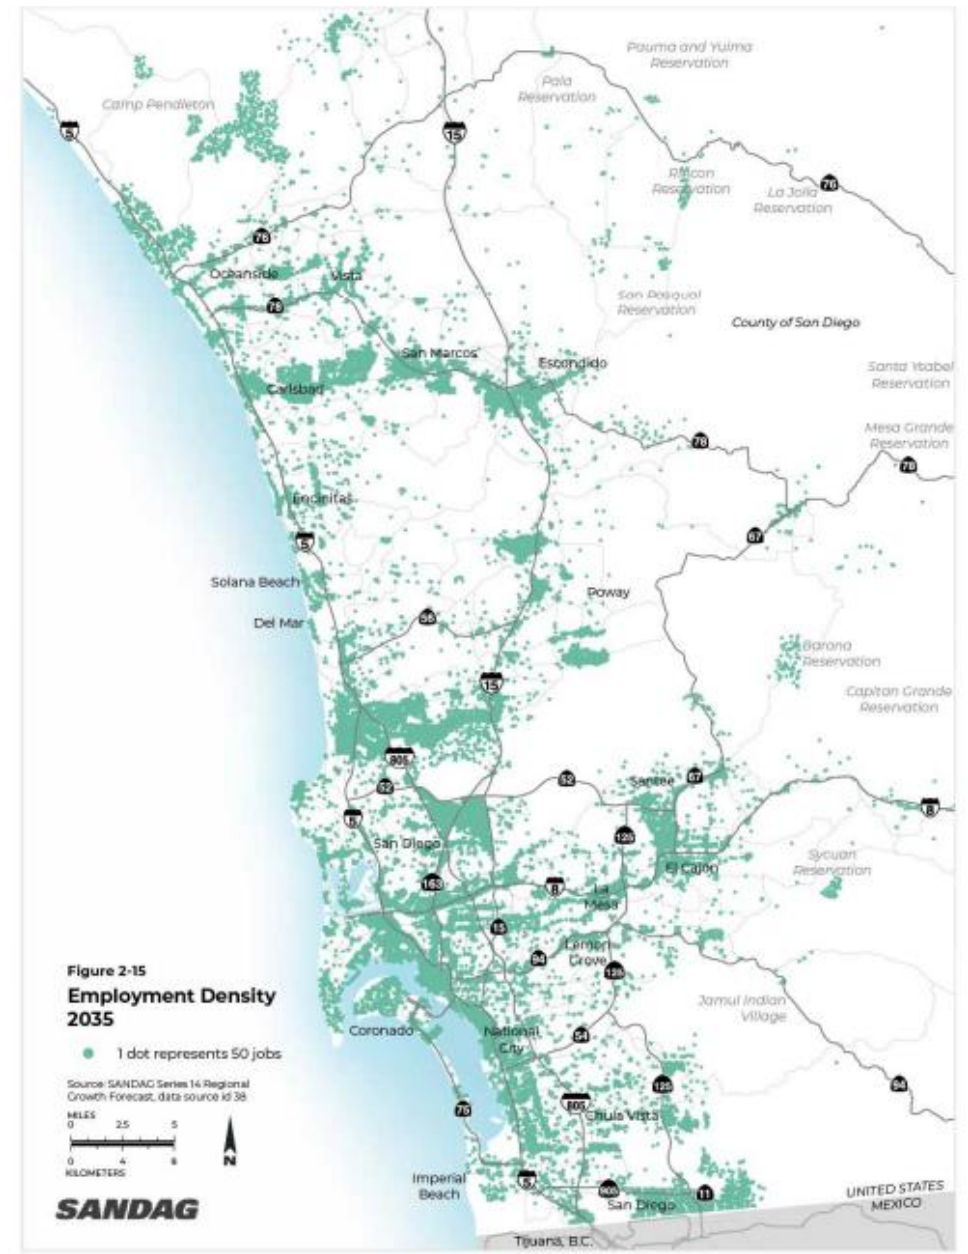 Pauma and Yuima
Reservation
Pala
Reservation
Camp Pendleton
5
15
Rincon
Reservation
76
La Jolla
Reservation
76
Oceanside
Vista
78
San Pasqual
Reservation
County of San Diego
San Marcos
Escondido
Santa Ysabel
Reservation
Carlsbad
Mesa Grande
Reservation
78
78
Encinitas
67
5
Solana Beach
Poway
Del Mar
56
Barona
Reservation
15
Capitan Grande
Reservation
805
52
52
Santee
67
8
5
San Diego
125
Sycuan
Reservation
El Cajon
163
8
La
Mesa
15
94
Lemon
Grove
125
Figure 2-15
Employment Density
2035
Jamul Indian
Village
Coronado
National
City
54
1 dot represents 50 jobs
Source: SANDAG Series 14 Regional
Growth Forecast, data source id 38
125
94
75
805
Chula Vista
MILES
0 2.5 5
0 4 8
KILOMETERS
N
Imperial
Beach
5
905
11
San Diego
UNITED STATES
MEXICO
SANDAG
Tijuana, B.C.